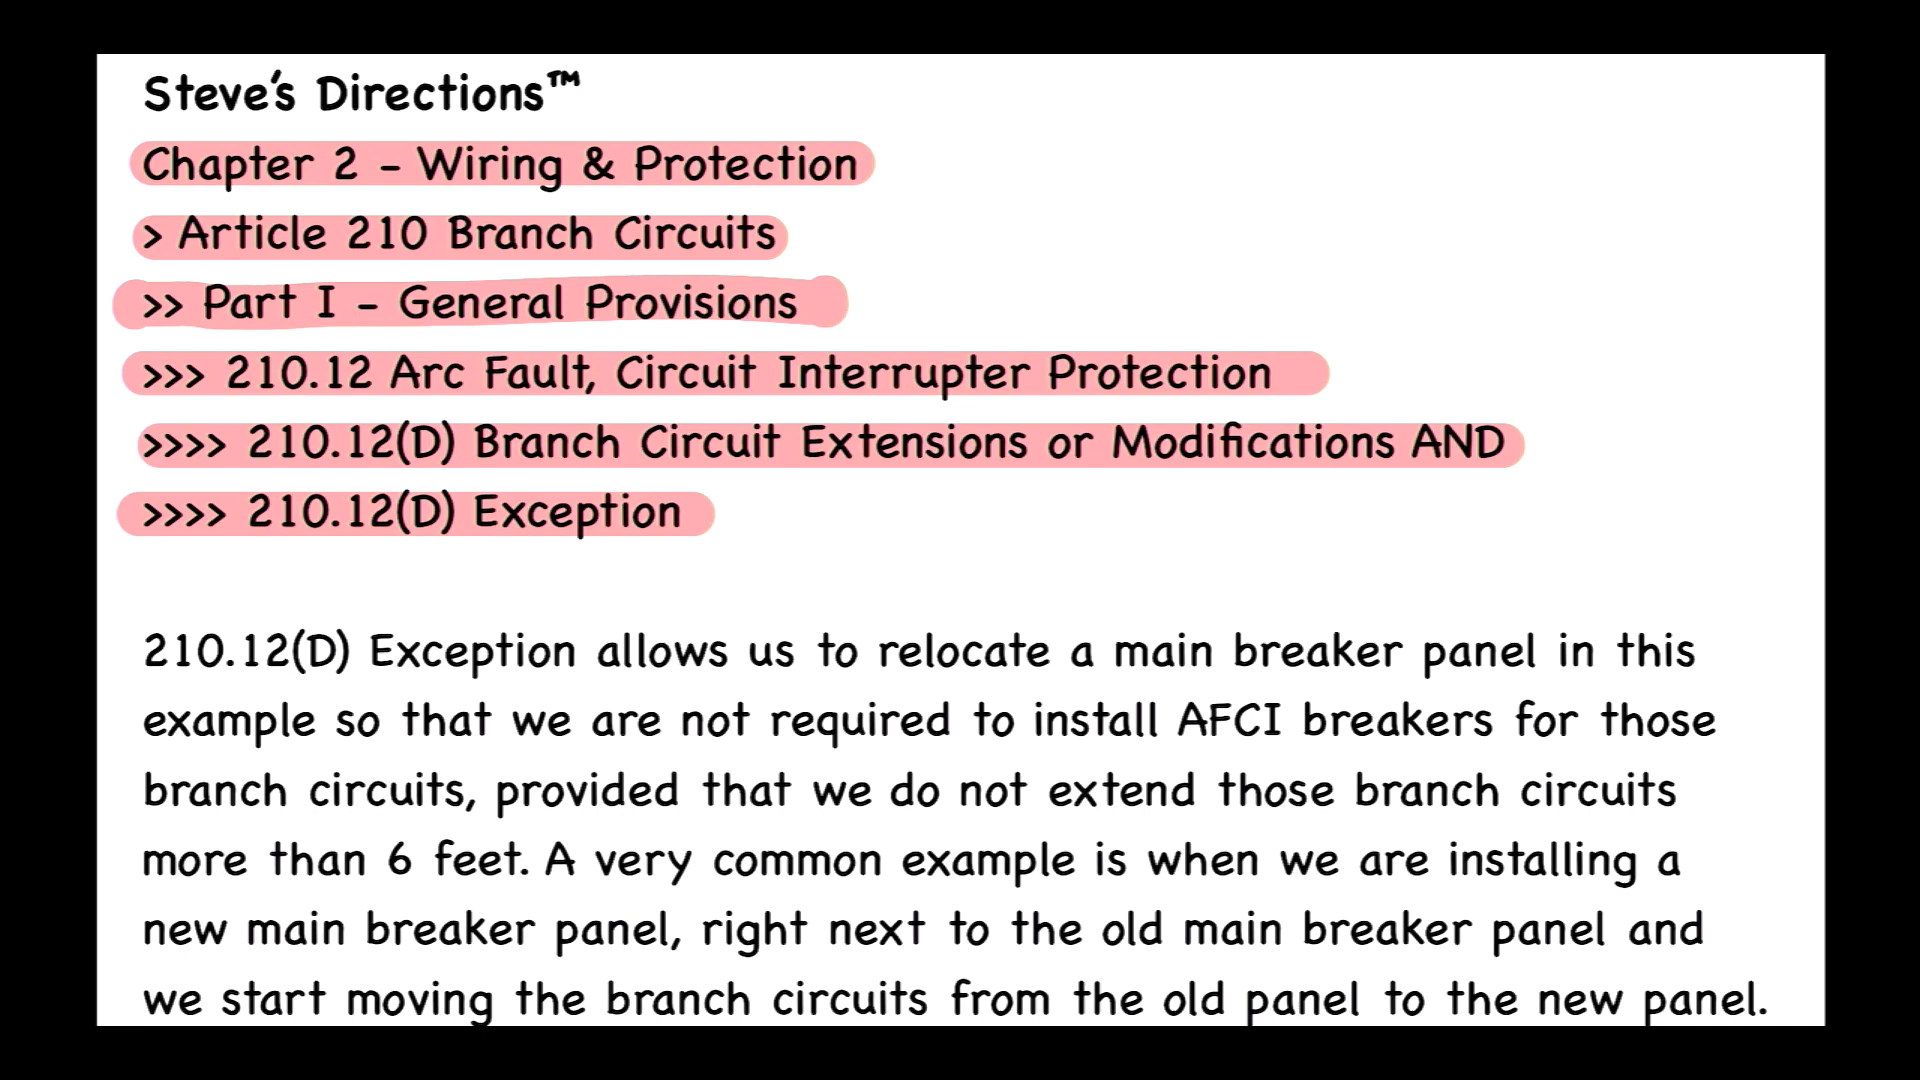 Steve's Directions™
Chapter 2 - Wiring & Protection
> Article 210 Branch Circuits
>> Part I - General Provisions
>>> 210.12 Arc Fault, Circuit Interrupter Protection
>>>> 210.12(D) Branch Circuit Extensions or Modifications AND
>>>> 210.12(D) Exception
210.12(D) Exception allows us to relocate a main breaker panel in this
example so that we are not required to install AFCI breakers for those
branch circuits, provided that we do not extend those branch circuits
more than 6 feet. A very common example is when we are installing a
new main breaker panel, right next to the old main breaker panel and
we start moving the branch circuits from the old panel to the new panel.